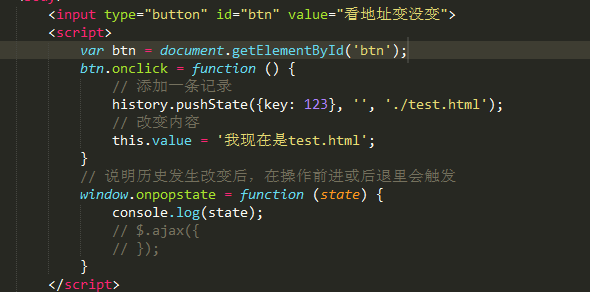 <input type="button" id="btn" value="看地址变没变">
<script>
var btn = document.getElementById('btn');
btn.onclick = function () {
// 添加一条记录
history.pushState({key: 123}, '', './test.html');
// 改变内容
this.value = '我现在是test.html';
}
// 说明历史发生改变后，在操作前进或后退里会触发
window.onpopstate = function (state) {
console.log(state);
// $.ajax({
// });
}
</script>